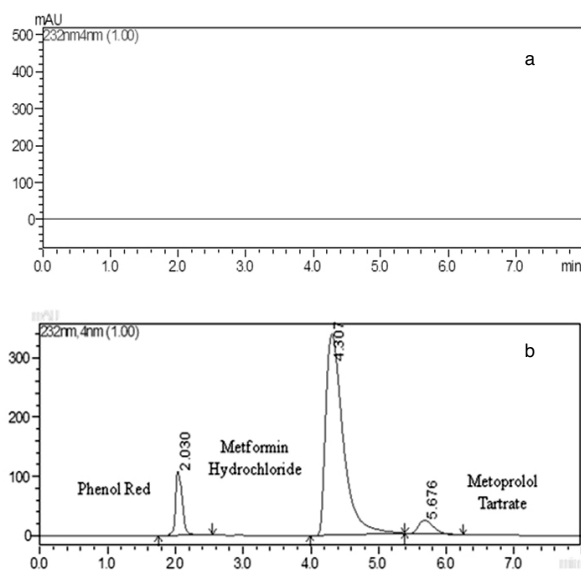 mAU
232nm4nm (1.00)
a
500
400
300
200
100
0
0.0 1.0 2.0 3.0 4.0 5.0 6.0 7.0 min
mAU
232nm,4nm (1.00)
b
300
200
100
0
Phenol Red
2.030
Metformin
Hydrochloride
4.307
5.676
Metoprolol
Tartrate
0.0 1.0 2.0 3.0 4.0 5.0 6.0 7.0 min